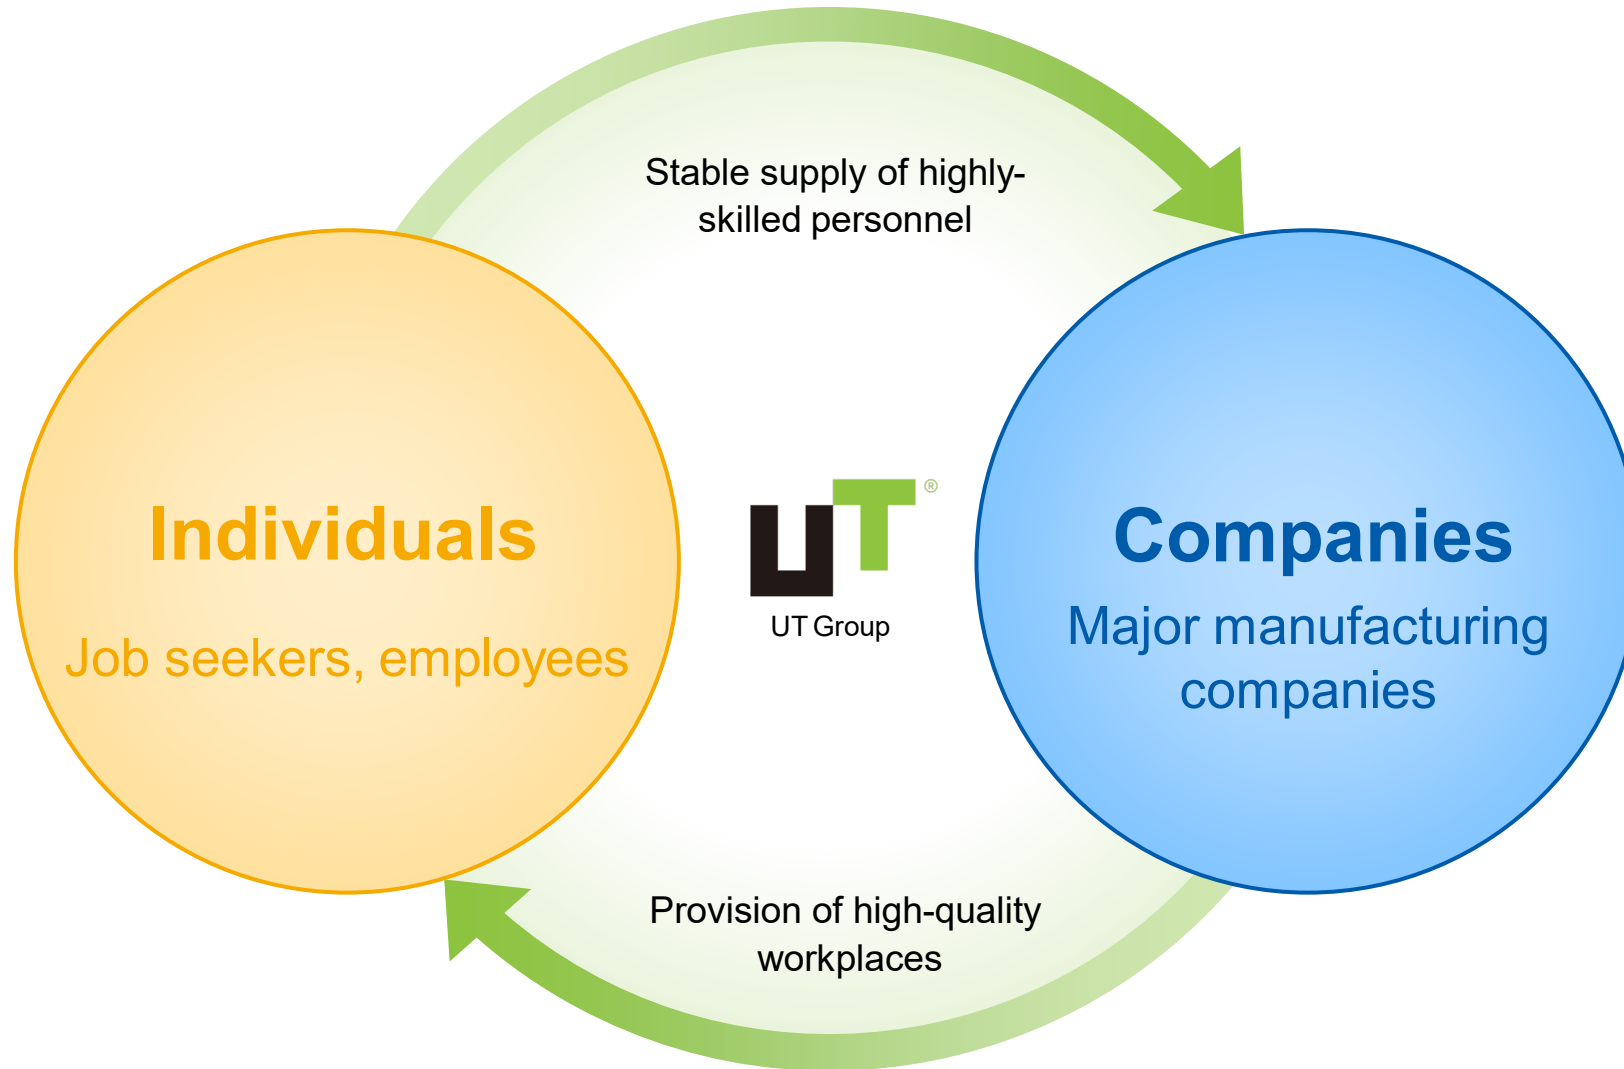 Stable supply of highly-
skilled personnel
Individuals
Job seekers, employees
UT®
UT Group
Companies
Major manufacturing
companies
Provision of high-quality
workplaces